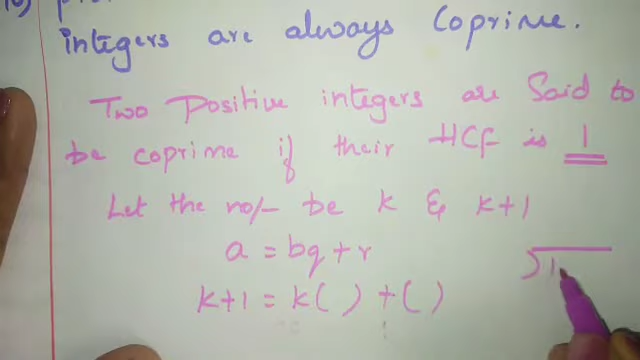 integers are always Coprime.
Two Positive integers are Said to
be coprime if their HCF is 1
Let the no/- be k & k+1
a = bq + r
k+1 = k( ) + ( )